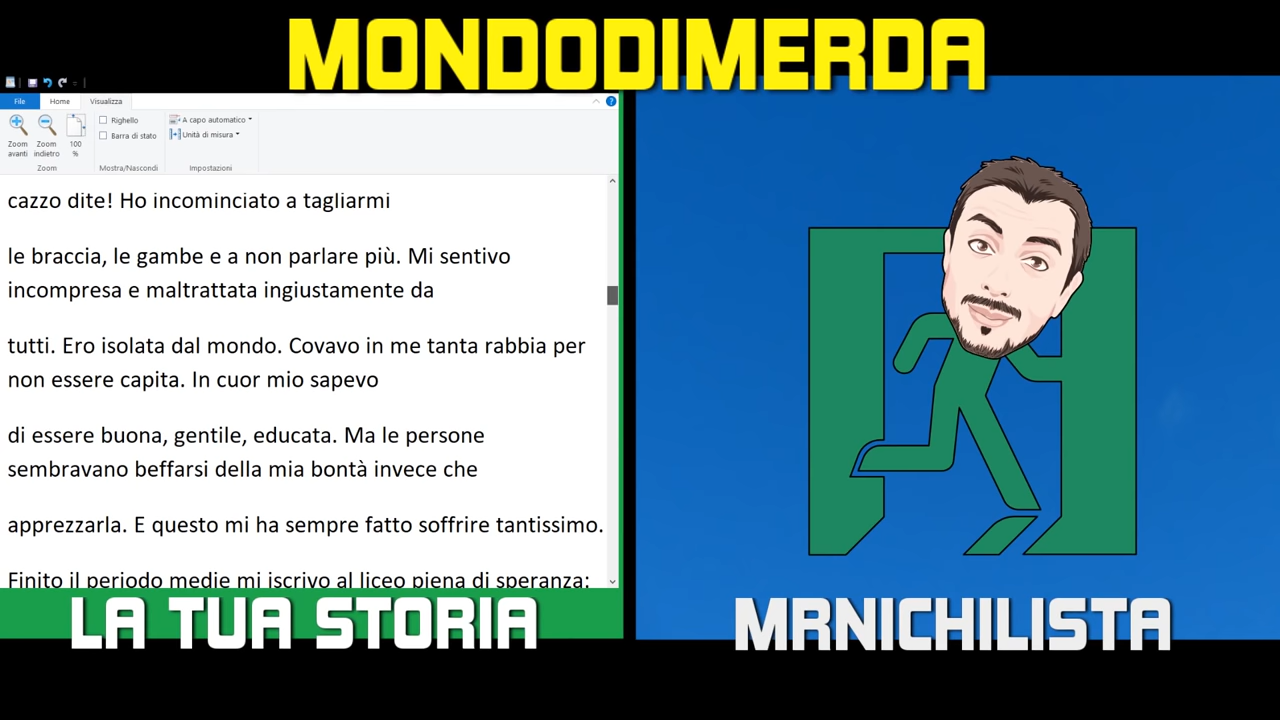 MONDODIMERDA
File Home Visualizza
Zoom avanti
Zoom indietro
100 %
Zoom
Righello
Barra di stato
Mostra/Nascondi
A capo automatico
Unità di misura
Impostazioni
cazzo dite! Ho incominciato a tagliarmi
le braccia, le gambe e a non parlare più. Mi sentivo
incompresa e maltrattata ingiustamente da
tutti. Ero isolata dal mondo. Covavo in me tanta rabbia per
non essere capita. In cuor mio sapevo
di essere buona, gentile, educata. Ma le persone
sembravano beffarsi della mia bontà invece che
apprezzarla. E questo mi ha sempre fatto soffrire tantissimo.
Finito il periodo medie mi iscrivo al liceo piena di speranza:
LA TUA STORIA
MRNICHILISTA